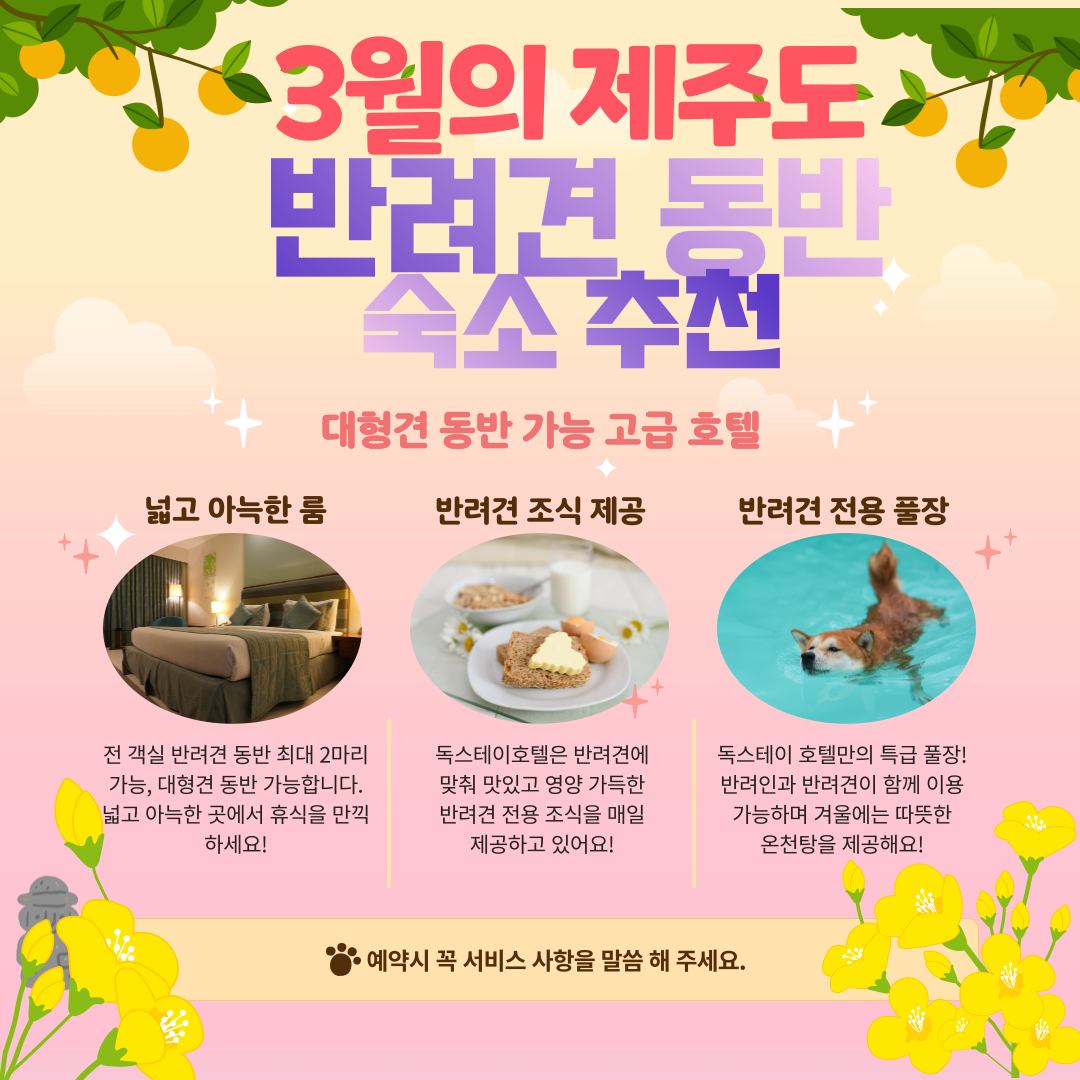 3월의 제주도
반려견 동반
숙소 추천
대형견 동반 가능 고급 호텔
넓고 아늑한 룸
전 객실 반려견 동반 최대 2마리
가능, 대형견 동반 가능합니다.
넓고 아늑한 곳에서 휴식을 만끽
하세요!
반려견 조식 제공
독스테이호텔은 반려견에
맞춰 맛있고 영양 가득한
반려견 전용 조식을 매일
제공하고 있어요!
반려견 전용 풀장
독스테이 호텔만의 특급 풀장!
반려인과 반려견이 함께 이용
가능하며 겨울에는 따뜻한
온천탕을 제공해요!
예약시 꼭 서비스 사항을 말씀 해 주세요.